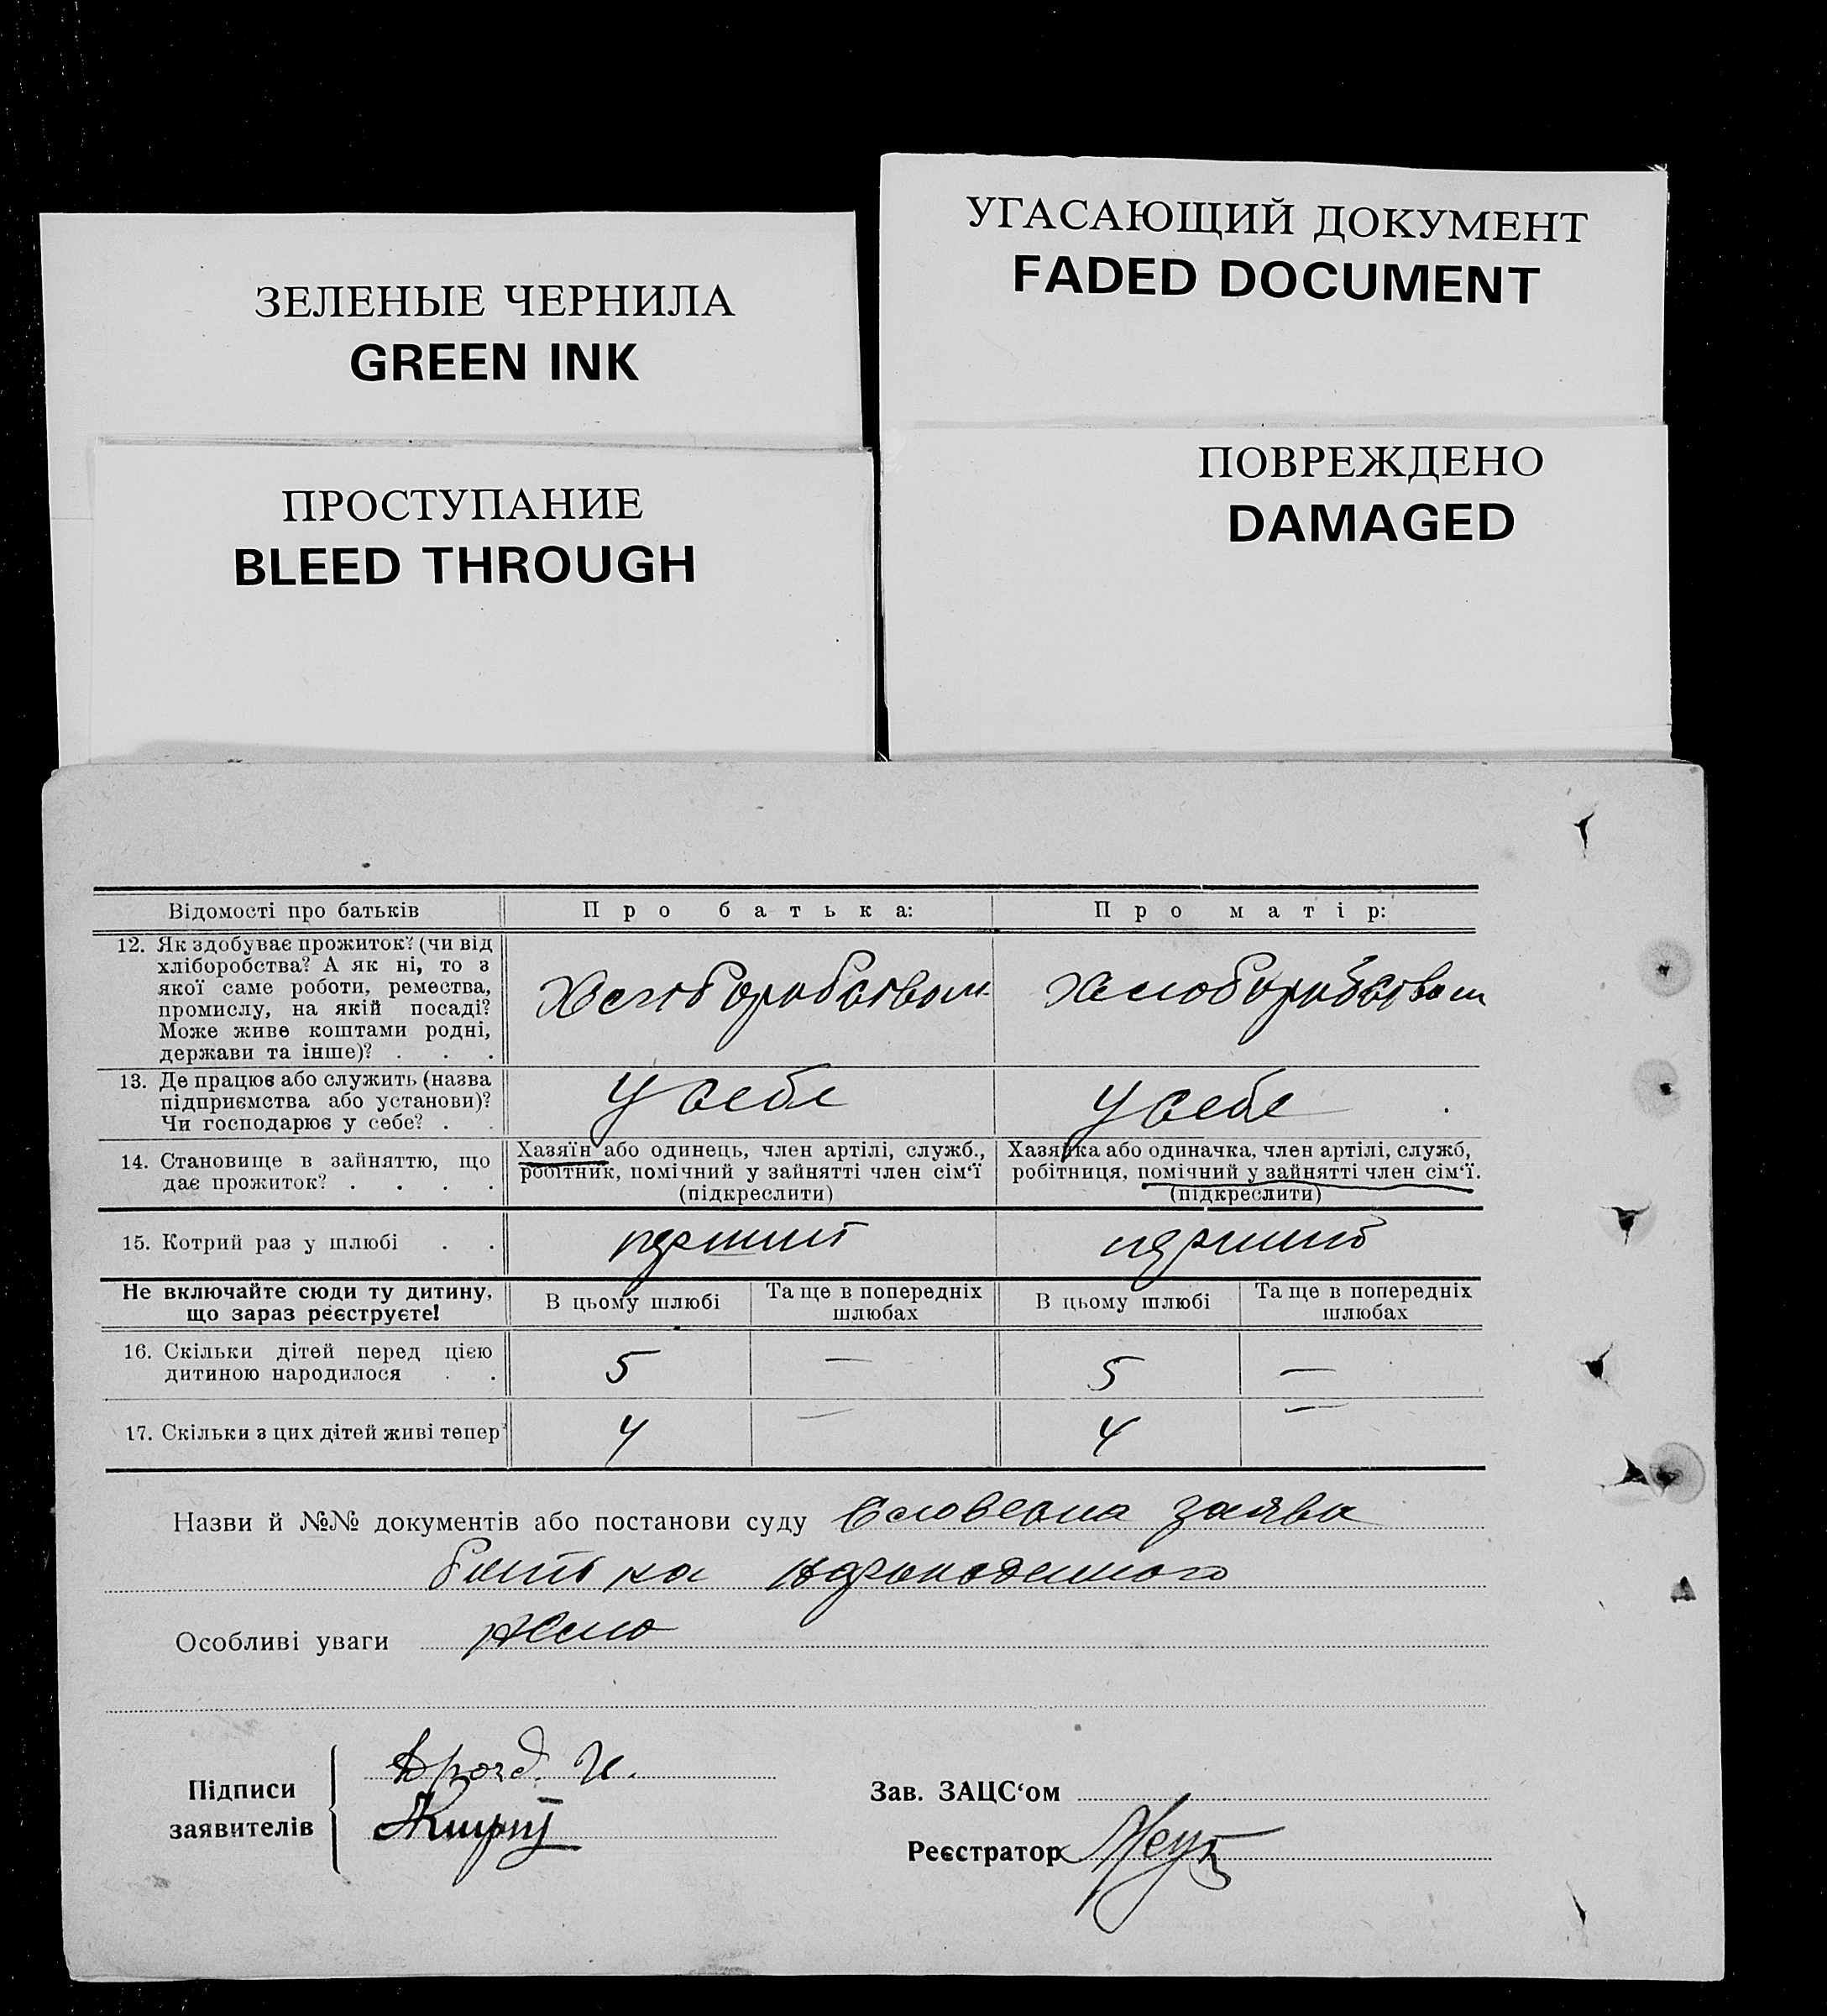 УГАСАЮЩИЙ ДОКУМЕНТ
FADED DOCUMENT
ЗЕЛЕНЫЕ ЧЕРНИЛА
GREEN INK
ПОВРЕЖДЕНО
DAMAGED
ПРОСТУПАНИЕ
BLEED THROUGH
Відомості про батьків
Про батька:
Про матір:
12. Як здобуває прожиток? (чи від
хліборобства? А як ні, то з
якої саме роботи, ремества,
промислу, на якій посаді?
Може живе коштами родні,
держави та інше)? . . .
Хліборобством
Хліборобством
13. Де працює або служить (назва
підприємства або установи)?
Чи господарює у себе? . .
У себе
У себе
14. Становище в зайняттю, що
дає прожиток? . . . .
Хазяїн або одинець, член артілі, служб.,
робітник, помічний у зайнятті член сім‘ї
(підкреслити)
Хазяйка або одиначка, член артілі, служб,
робітниця, помічний у зайнятті член сім‘ї.
(підкреслити)
15. Котрий раз у шлюбі . .
перший
перший
Не включайте сюди ту дитину,
що зараз реєструєте!
В цьому шлюбі
Та ще в попередніх
шлюбах
В цьому шлюбі
Та ще в попередніх
шлюбах
16. Скільки дітей перед цією
дитиною народилося . .
5
—
5
—
17. Скільки з цих дітей живі тепер?
4
—
4
—
Назви й №№ документів або постанови суду Словесна заява
батька
Особливі уваги
Підписи
заявителів
Дрозд. И.
Зав. ЗАЦС‘ом
Реєстратор